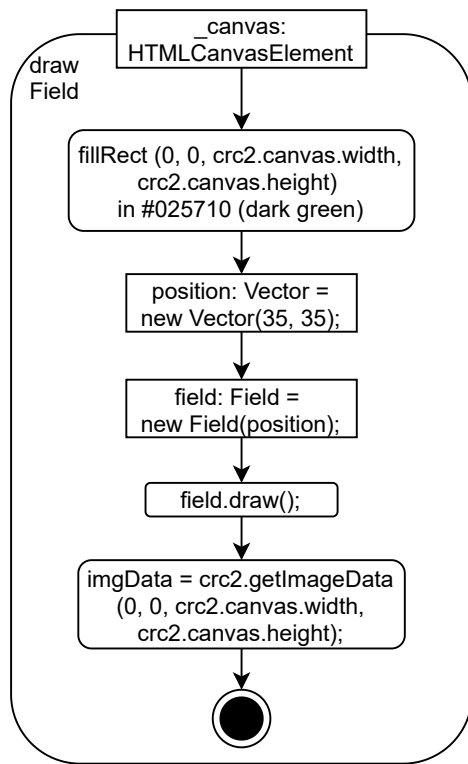 _canvas:
HTMLCanvasElement
draw
Field
fillRect (0, 0, crc2.canvas.width,
crc2.canvas.height)
in #025710 (dark green)
position: Vector =
new Vector(35, 35);
field: Field =
new Field(position);
field.draw();
imgData = crc2.getImageData
(0, 0, crc2.canvas.width,
crc2.canvas.height);